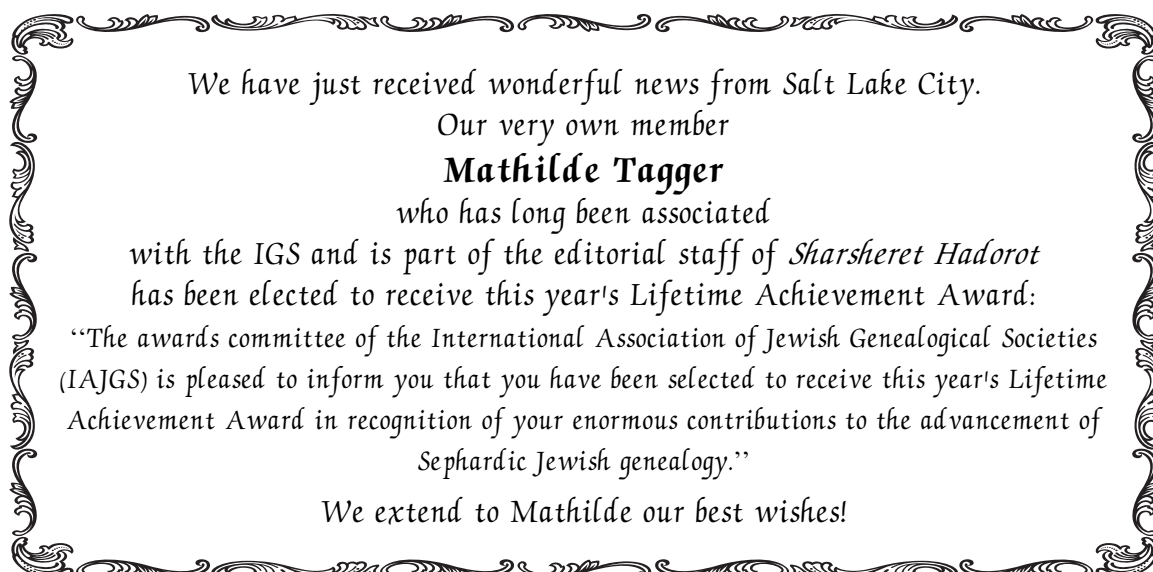 We have just received wonderful news from Salt Lake City.
Our very own member
Mathilde Tagger
who has long been associated
with the IGS and is part of the editorial staff of Sharsheret Hadorot
has been elected to receive this year's Lifetime Achievement Award:
“The awards committee of the International Association of Jewish Genealogical Societies
(IAJGS) is pleased to inform you that you have been selected to receive this year's Lifetime
Achievement Award in recognition of your enormous contributions to the advancement of
Sephardic Jewish genealogy.”
We extend to Mathilde our best wishes!